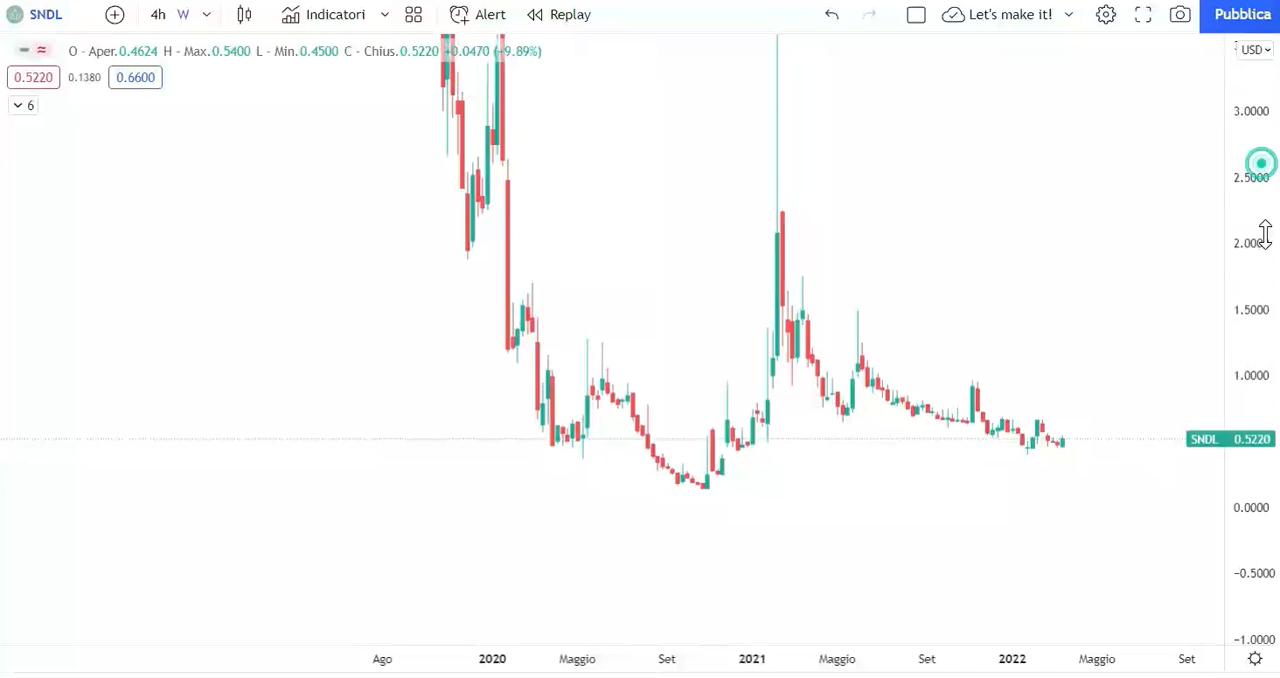 SNDL 4h W Indicatori Alert Replay Let's make it! Pubblica
O - Aper.0.4624 H - Max.0.5400 L - Min.0.4500 C - Chius.0.5220 +0.0470 (+9.89%) USD
0.5220 0.1380 0.6600
6
3.0000
2.5000
2.0000
1.5000
1.0000
SNDL 0.5220
0.0000
−0.5000
−1.0000
Ago 2020 Maggio Set 2021 Maggio Set 2022 Maggio Set